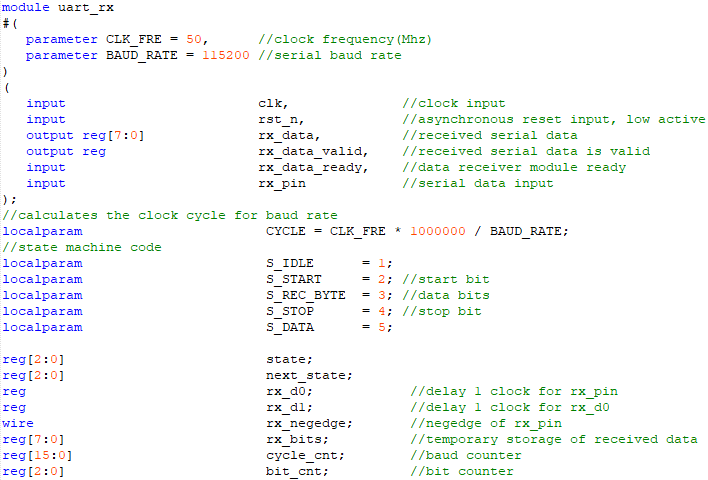 module uart_rx
#(
   parameter CLK_FRE = 50,      //clock frequency(Mhz)
   parameter BAUD_RATE = 115200 //serial baud rate
)
(
   input                        clk,              //clock input
   input                        rst_n,            //asynchronous reset input, low active
   output reg[7:0]              rx_data,          //received serial data
   output reg                   rx_data_valid,    //received serial data is valid
   input                        rx_data_ready,    //data receiver module ready
   input                        rx_pin            //serial data input
);
//calculates the clock cycle for baud rate
localparam                       CYCLE = CLK_FRE * 1000000 / BAUD_RATE;
//state machine code
localparam                       S_IDLE      = 1;
localparam                       S_START     = 2; //start bit
localparam                       S_REC_BYTE  = 3; //data bits
localparam                       S_STOP      = 4; //stop bit
localparam                       S_DATA      = 5;
reg[2:0]                         state;
reg[2:0]                         next_state;
reg                              rx_d0;            //delay 1 clock for rx_pin
reg                              rx_d1;            //delay 1 clock for rx_d0
wire                             rx_negedge;       //negedge of rx_pin
reg[7:0]                         rx_bits;          //temporary storage of received data
reg[15:0]                        cycle_cnt;        //baud counter
reg[2:0]                         bit_cnt;          //bit counter